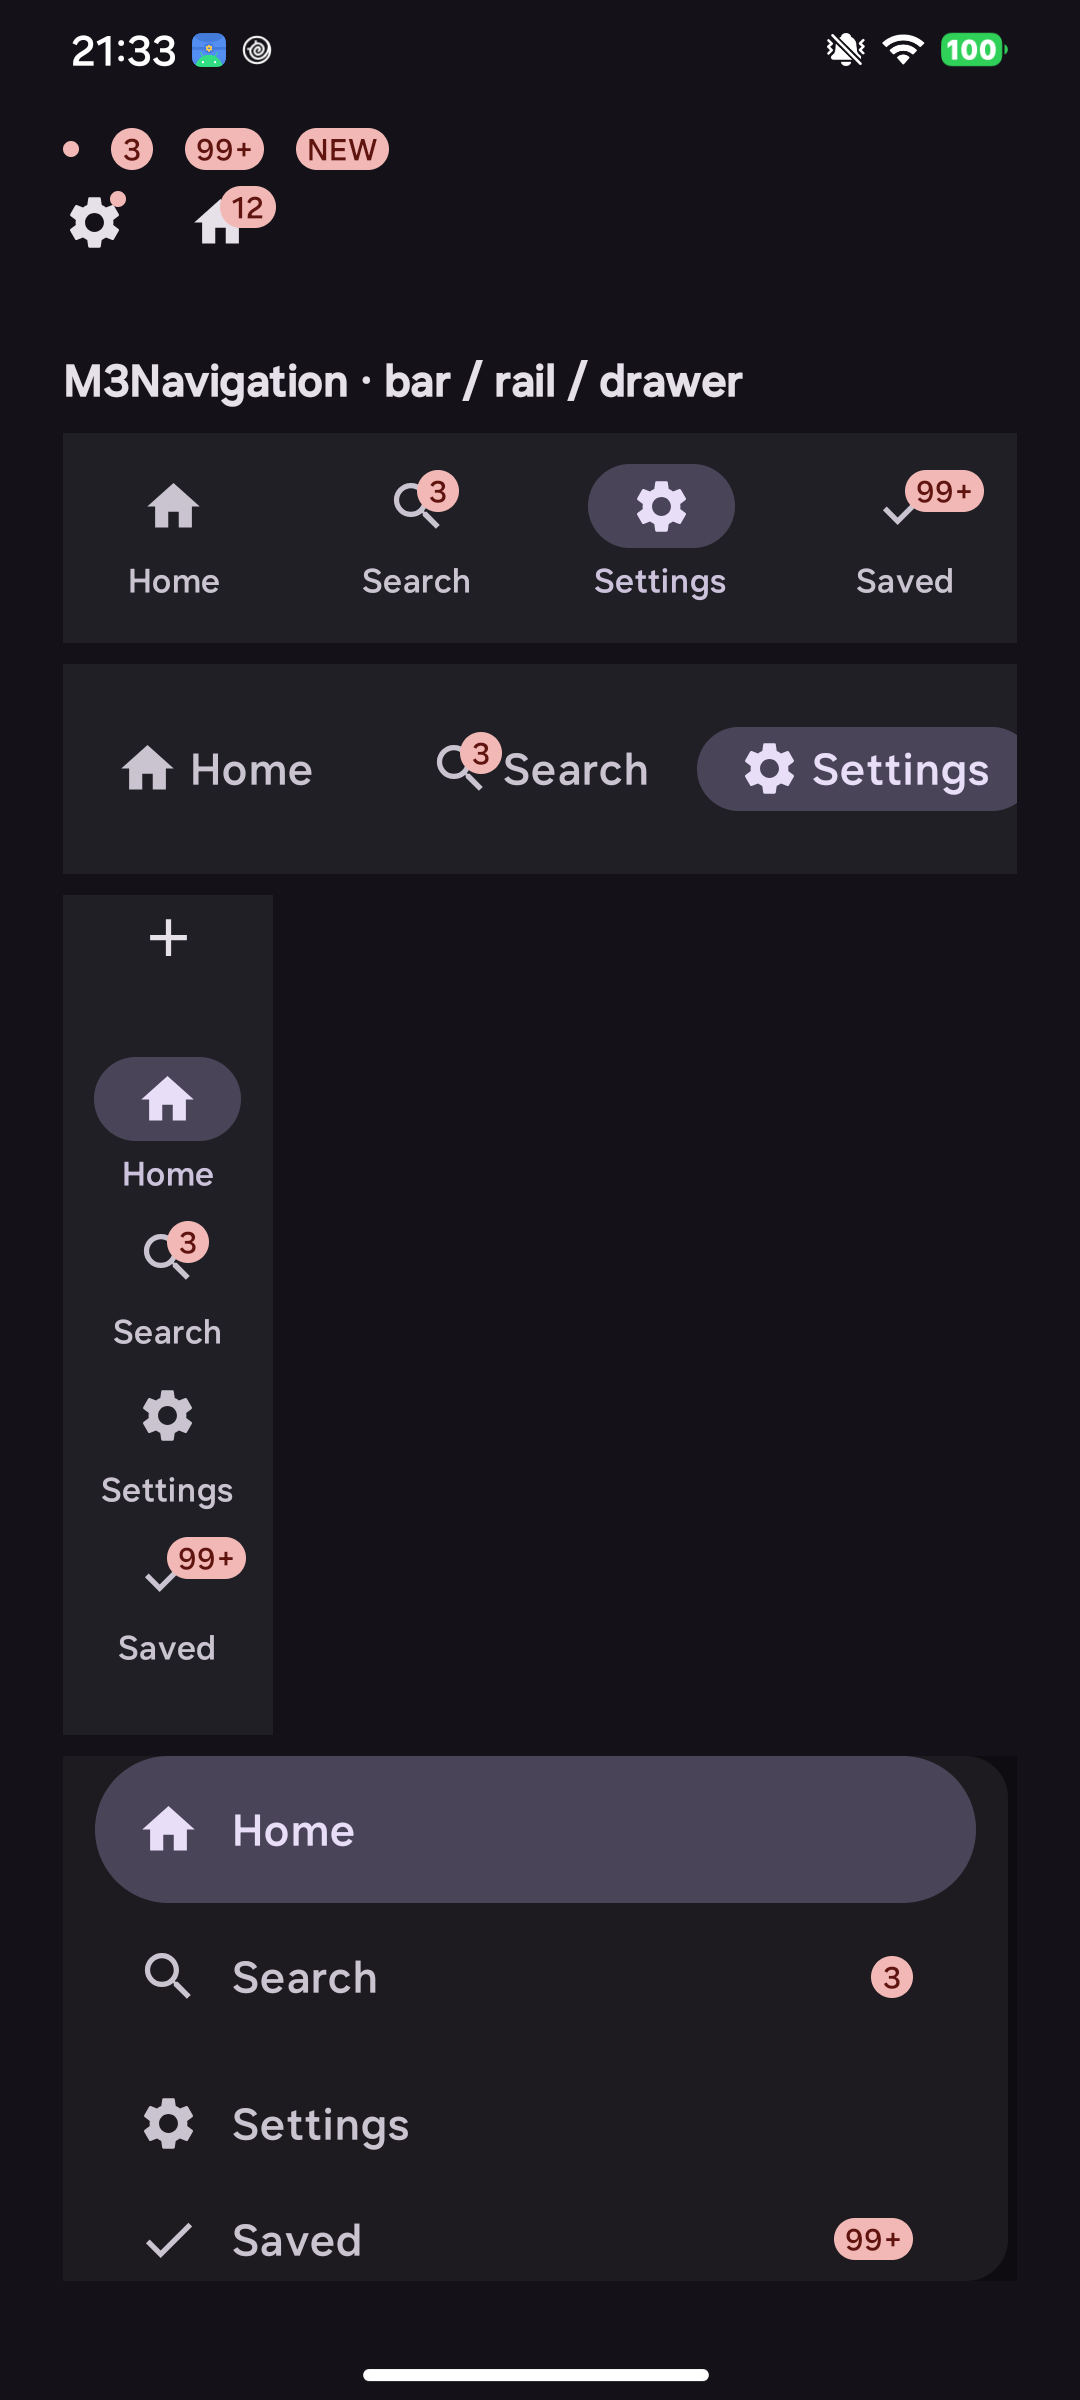 21:33
100
3 99+ NEW
12
M3Navigation · bar / rail / drawer
3 99+
Home Search Settings Saved
Home 3 Search Settings
+
Home
3
Search
Settings
99+
Saved
Home
Search 3
Settings
Saved 99+